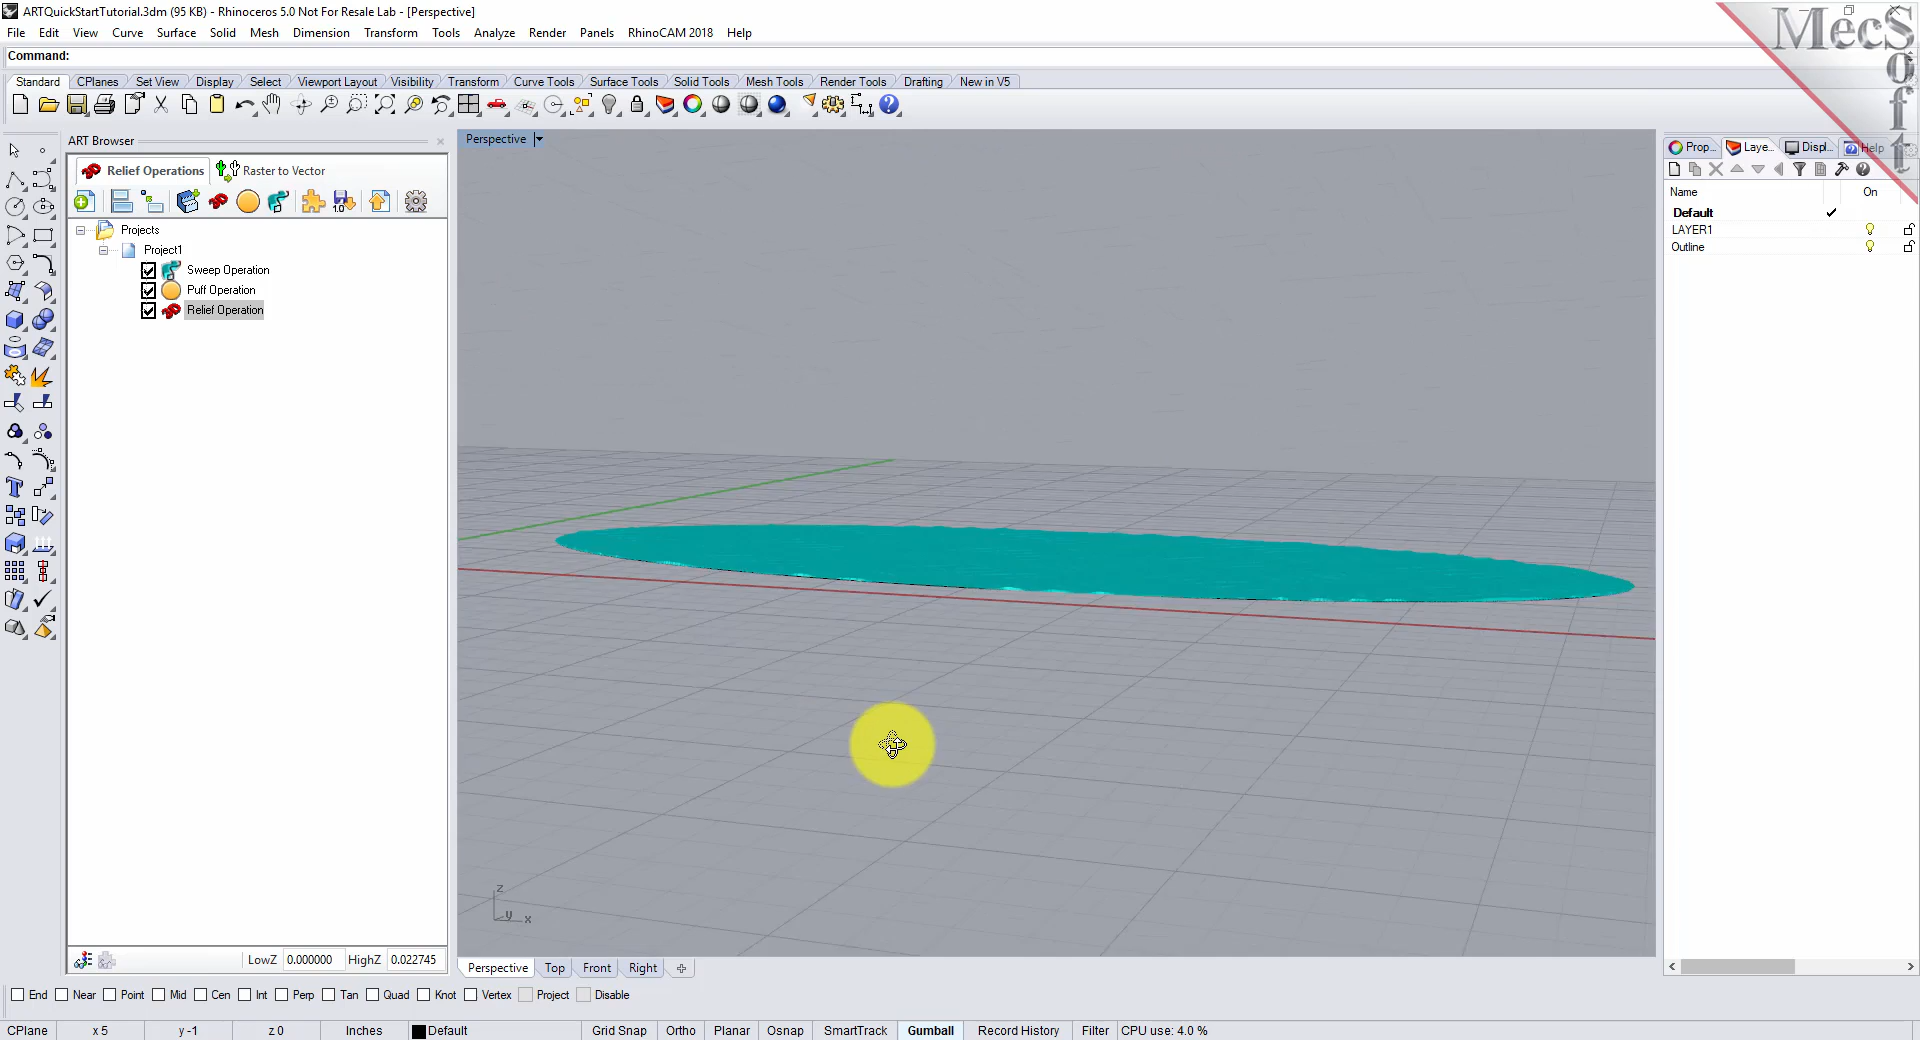 ARTQuickStartTutorial.3dm (95 KB) - Rhinoceros 5.0 Not For Resale Lab - [Perspective]
File Edit View Curve Surface Solid Mesh Dimension Transform Tools Analyze Render Panels RhinoCAM 2018 Help
MecSoft
Command:
Standard CPlanes Set View Display Select Viewport Layout Visibility Transform Curve Tools Surface Tools Solid Tools Mesh Tools Render Tools Drafting New in V5
ART Browser
Relief Operations Raster to Vector
1.0
Projects
Project1
Sweep Operation
Puff Operation
Relief Operation
LowZ 0.000000 HighZ 0.022745
Perspective
z
y x
Perspective Top Front Right
Prop... Laye... Displ... Help
Name On
Default
LAYER1
Outline
End Near Point Mid Cen Int Perp Tan Quad Knot Vertex Project Disable
CPlane x 5 y -1 z 0 Inches Default Grid Snap Ortho Planar Osnap SmartTrack Gumball Record History Filter CPU use: 4.0 %